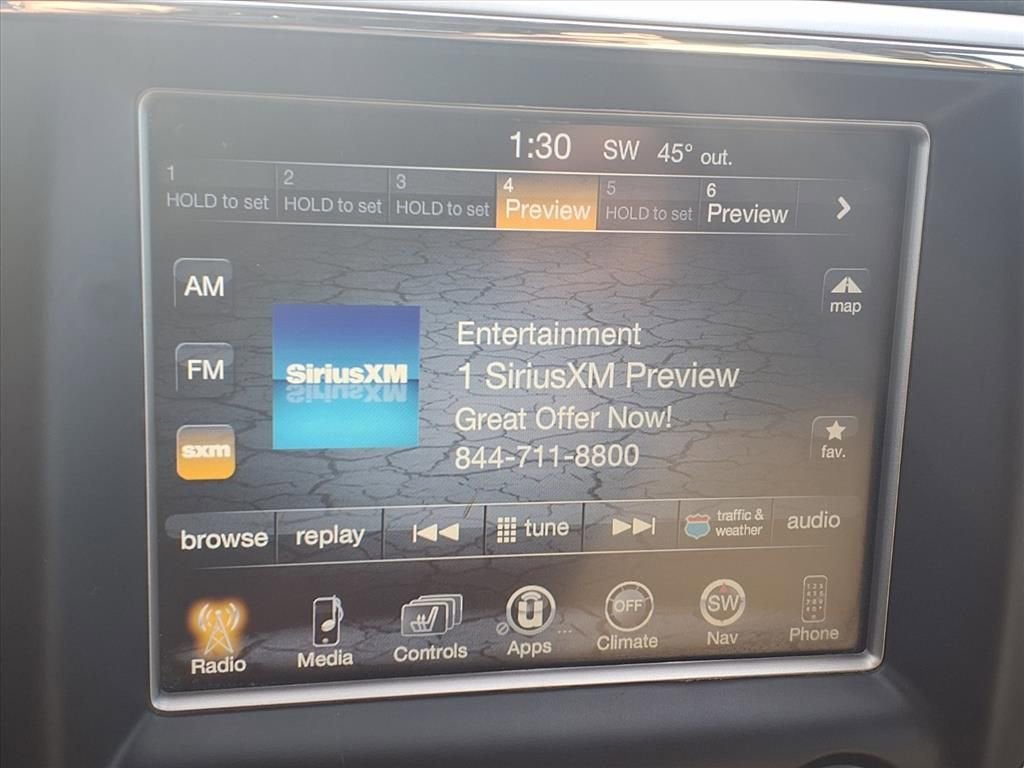 1:30 SW 45° out.
1 2 3 4 5 6
HOLD to set HOLD to set HOLD to set Preview HOLD to set Preview
AM
map
FM
SiriusXM
Entertainment
1 SiriusXM Preview
Great Offer Now!
844-711-8800
sxm
fav.
browse replay tune traffic & weather audio
OFF SW
Radio Media Controls Apps Climate Nav Phone